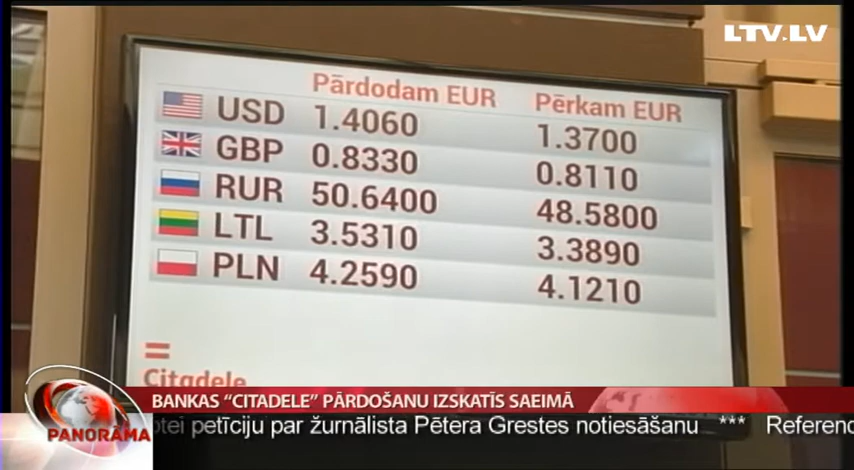 LTV.LV
Pārdodam EUR Pērkam EUR
USD 1.4060 1.3700
GBP 0.8330 0.8110
RUR 50.6400 48.5800
LTL 3.5310 3.3890
PLN 4.2590 4.1210
Citadele
BANKAS “CITADELE” PĀRDOŠANU IZSKATĪS SAEIMĀ
PANORĀMA
petīciju par žurnālista Pētera Grestes notiesāšanu ***